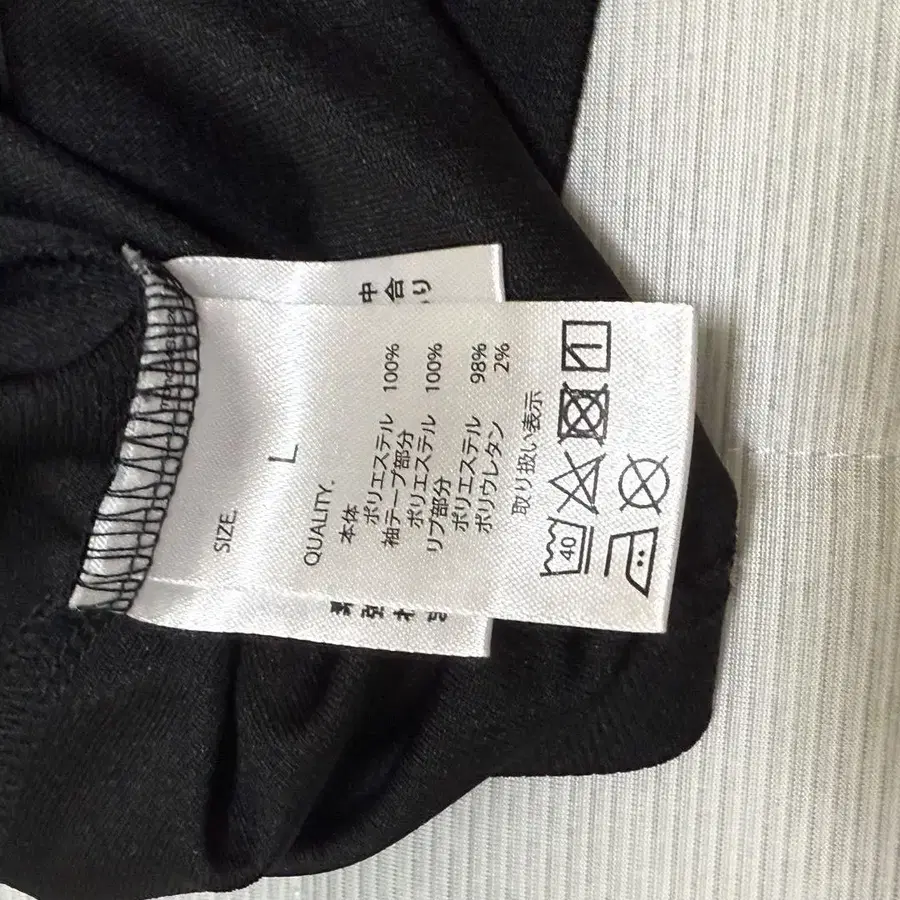 SIZE.
L
QUALITY.
本体
ポリエステル 100%
袖テープ部分
ポリエステル 100%
リブ部分
ポリエステル 98%
ポリウレタン 2%
取り扱い表示
40
中
合